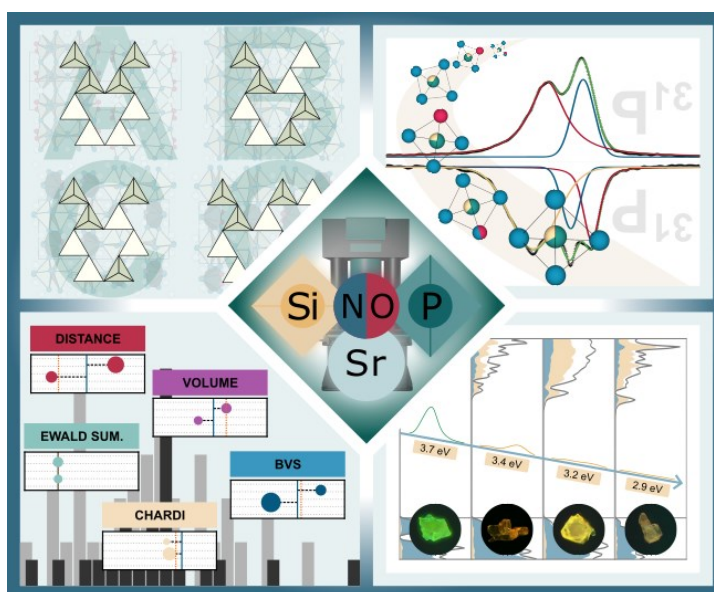 A B
C
31P
31P
Si N O P
Sr
DISTANCE
VOLUME
EWALD SUM.
BVS
CHARDI
3.7 eV
3.4 eV
3.2 eV
2.9 eV